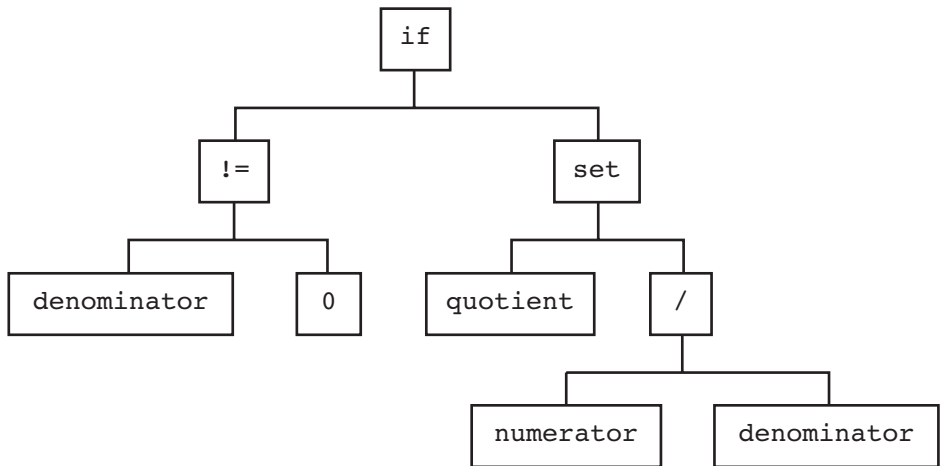 if
!= set
denominator 0 quotient /
numerator denominator